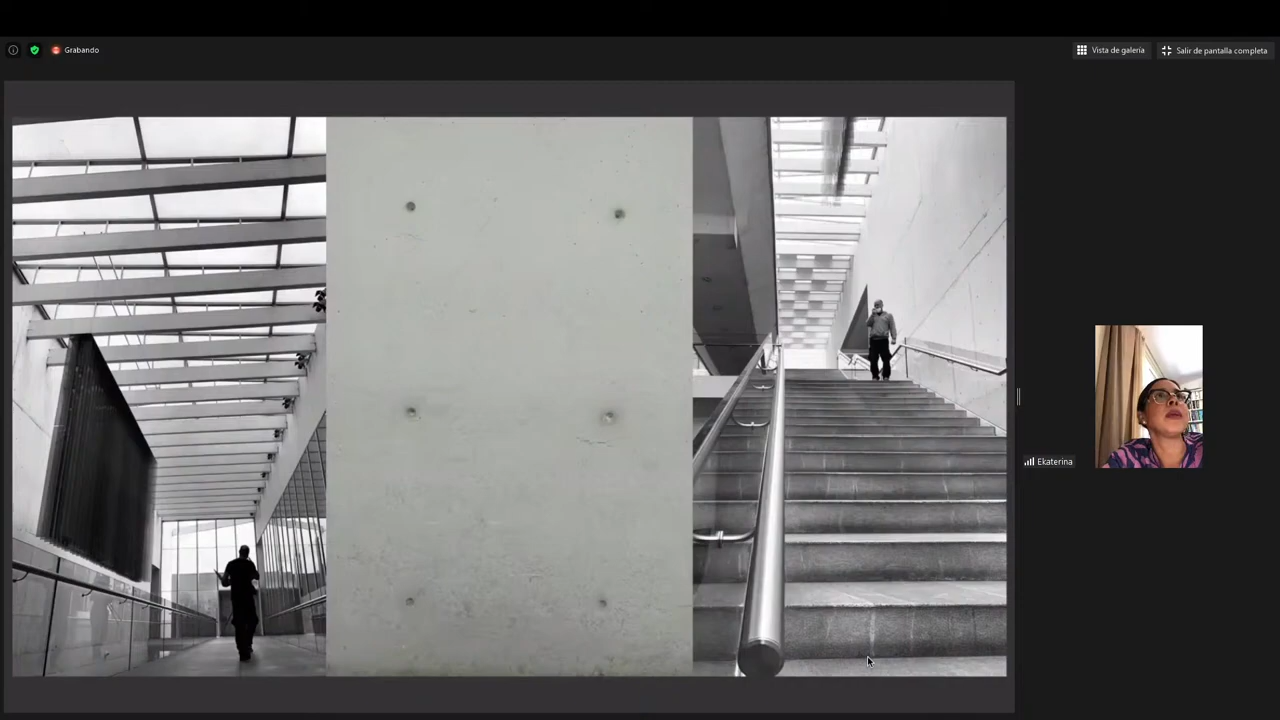 Grabando
Vista de galería
Salir de pantalla completa
Ekaterina